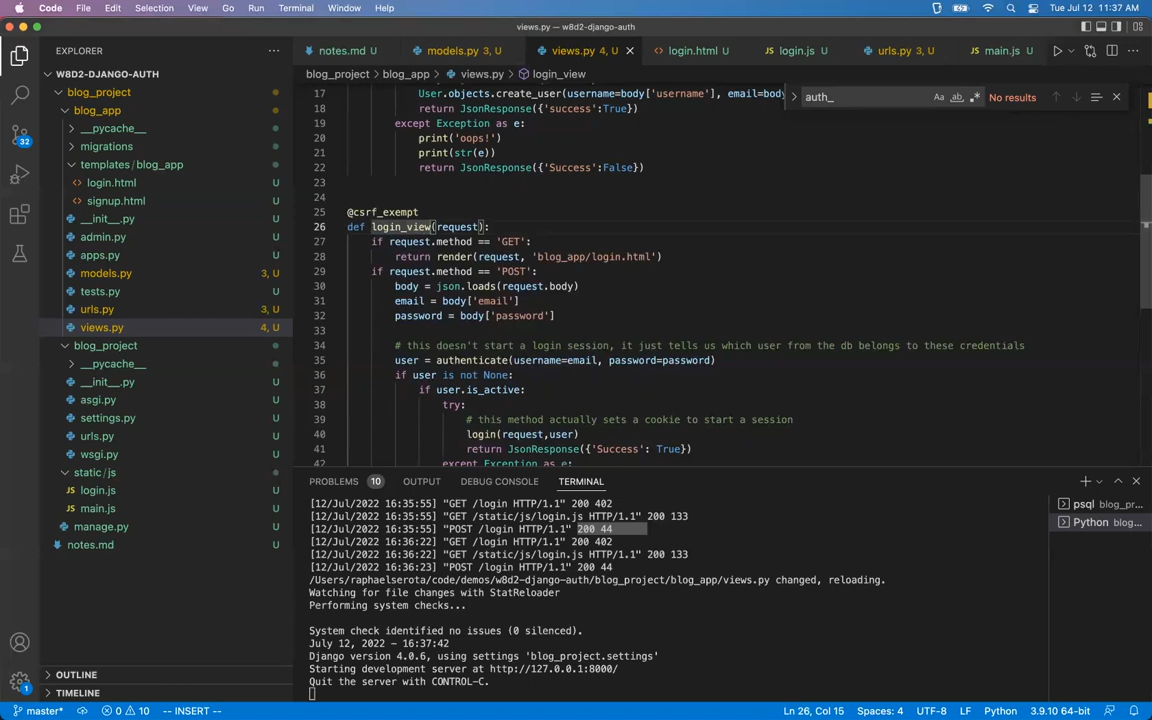 Code File Edit Selection View Go Run Terminal Window Help Tue Jul 12 11:37 AM
views.py — w8d2-django-auth
EXPLORER
notes.md U
models.py 3, U
views.py 4, U
login.html U
login.js U
urls.py 3, U
main.js U
blog_project > blog_app > views.py > login_view
auth_
Aa
ab
No results
W8D2-DJANGO-AUTH
blog_project
blog_app
__pycache__
migrations
templates/blog_app
login.html U
signup.html U
__init__.py U
admin.py U
apps.py U
models.py 3, U
tests.py U
urls.py 3, U
views.py 4, U
blog_project
__pycache__
__init__.py U
asgi.py U
settings.py U
urls.py U
wsgi.py U
static/js
login.js U
main.js U
manage.py U
notes.md U
OUTLINE
TIMELINE
32
1
17 User.objects.create_user(username=body['username'], email=body
18 return JsonResponse({'success':True})
19 except Exception as e:
20 print('oops!')
21 print(str(e))
22 return JsonResponse({'Success':False})
23
24
25 @csrf_exempt
26 def login_view(request):
27 if request.method == 'GET':
28 return render(request, 'blog_app/login.html')
29 if request.method == 'POST':
30 body = json.loads(request.body)
31 email = body['email']
32 password = body['password']
33
34 # this doesn't start a login session, it just tells us which user from the db belongs to these credentials
35 user = authenticate(username=email, password=password)
36 if user is not None:
37 if user.is_active:
38 try:
39 # this method actually sets a cookie to start a session
40 login(request,user)
41 return JsonResponse({'Success': True})
42 except Exception as e:
PROBLEMS 10 OUTPUT DEBUG CONSOLE TERMINAL
[12/Jul/2022 16:35:55] "GET /login HTTP/1.1" 200 402
[12/Jul/2022 16:35:55] "GET /static/js/login.js HTTP/1.1" 200 133
[12/Jul/2022 16:35:55] "POST /login HTTP/1.1" 200 44
[12/Jul/2022 16:36:22] "GET /login HTTP/1.1" 200 402
[12/Jul/2022 16:36:22] "GET /static/js/login.js HTTP/1.1" 200 133
[12/Jul/2022 16:36:23] "POST /login HTTP/1.1" 200 44
/Users/raphaelserota/code/demos/w8d2-django-auth/blog_project/blog_app/views.py changed, reloading.
Watching for file changes with StatReloader
Performing system checks...
System check identified no issues (0 silenced).
July 12, 2022 - 16:37:42
Django version 4.0.6, using settings 'blog_project.settings'
Starting development server at http://127.0.0.1:8000/
Quit the server with CONTROL-C.
psql blog_pr...
Python blog...
master* 0 10 -- INSERT -- Ln 26, Col 15 Spaces: 4 UTF-8 LF Python 3.9.10 64-bit